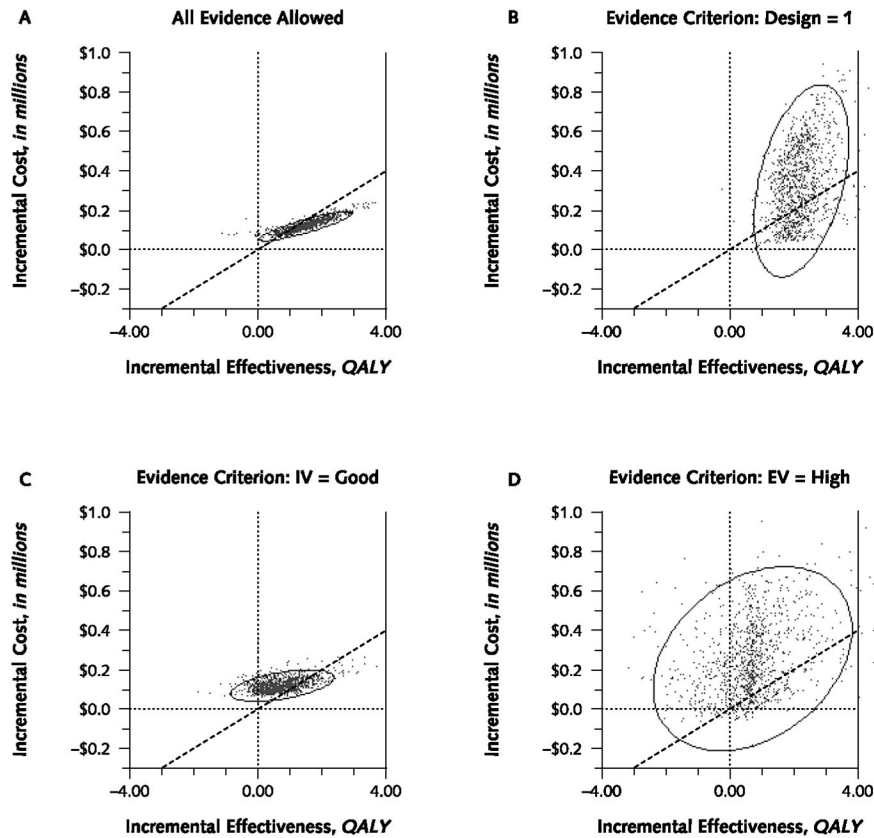 A
All Evidence Allowed
Incremental Cost, in millions
$1.0
$0.8
$0.6
$0.4
$0.2
$0.0
–$0.2
–4.00
0.00
4.00
Incremental Effectiveness, QALY
B
Evidence Criterion: Design = 1
Incremental Cost, in millions
$1.0
$0.8
$0.6
$0.4
$0.2
$0.0
–$0.2
–4.00
0.00
4.00
Incremental Effectiveness, QALY
C
Evidence Criterion: IV = Good
Incremental Cost, in millions
$1.0
$0.8
$0.6
$0.4
$0.2
$0.0
–$0.2
–4.00
0.00
4.00
Incremental Effectiveness, QALY
D
Evidence Criterion: EV = High
Incremental Cost, in millions
$1.0
$0.8
$0.6
$0.4
$0.2
$0.0
–$0.2
–4.00
0.00
4.00
Incremental Effectiveness, QALY